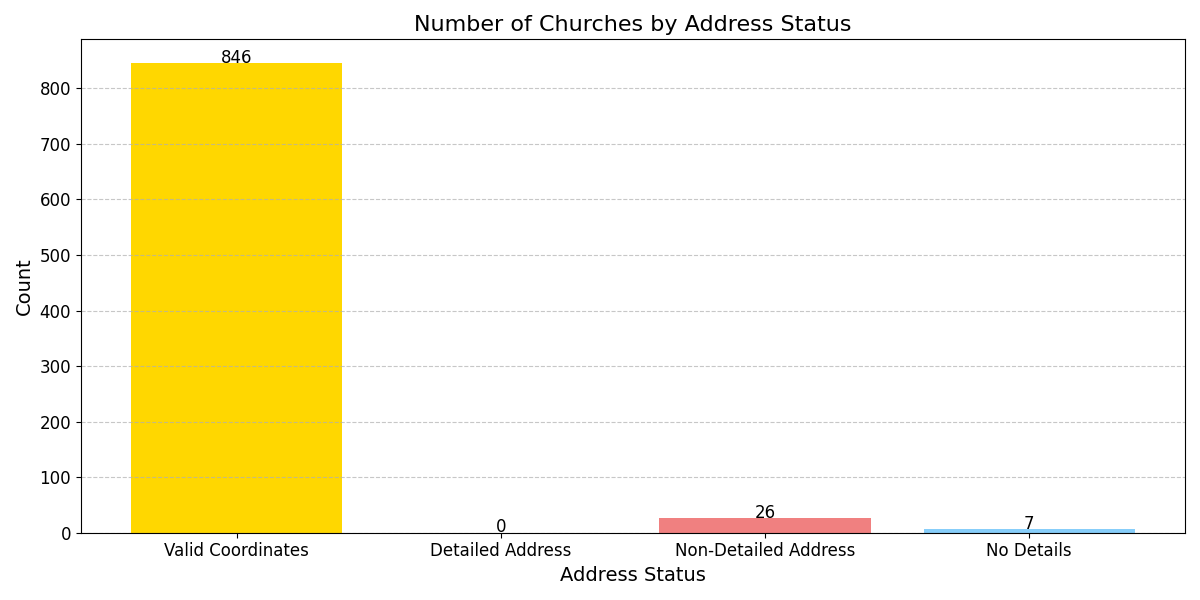 Number of Churches by Address Status
846
800
700
600
500
400
300
200
100
0
Count
0
26
7
Valid Coordinates
Detailed Address
Non-Detailed Address
No Details
Address Status